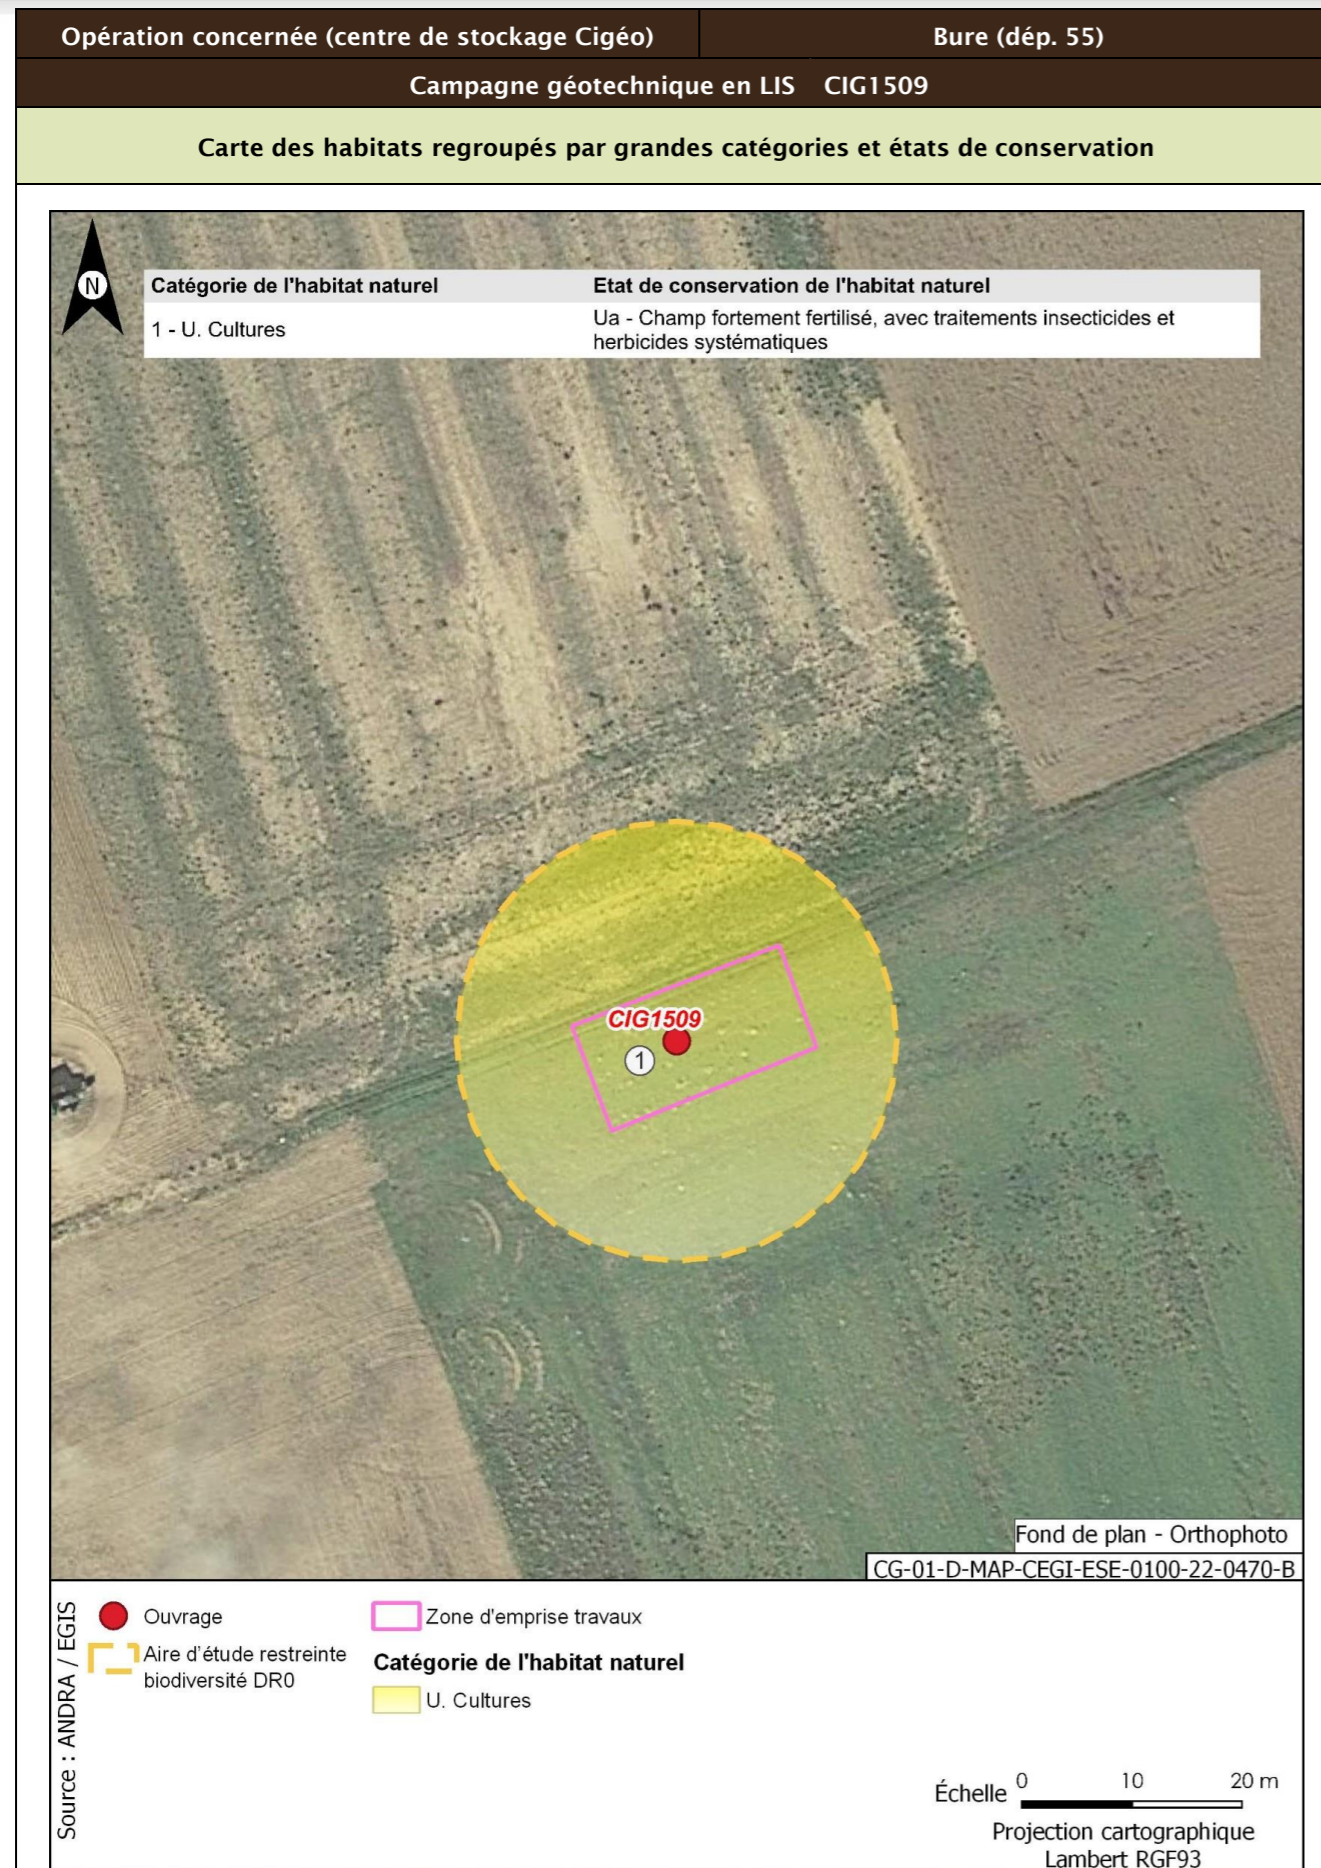 Opération concernée (centre de stockage Cigéo) Bure (dép. 55)
Campagne géotechnique en LIS CIG1509
Carte des habitats regroupés par grandes catégories et états de conservation
N
Catégorie de l'habitat naturel Etat de conservation de l'habitat naturel
1 - U. Cultures Ua - Champ fortement fertilisé, avec traitements insecticides et
herbicides systématiques
CIG1509
1
Fond de plan - Orthophoto
CG-01-D-MAP-CEGI-ESE-0100-22-0470-B
Source : ANDRA / EGIS
Ouvrage
Aire d'étude restreinte
biodiversité DR0
Zone d'emprise travaux
Catégorie de l'habitat naturel
U. Cultures
Échelle 0 10 20 m
Projection cartographique
Lambert RGF93